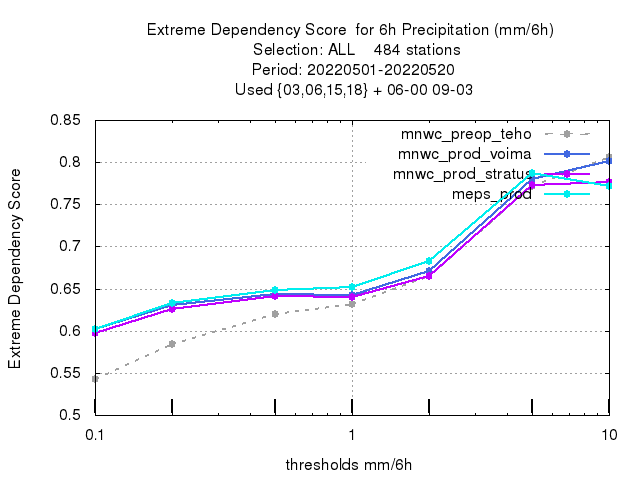 Extreme Dependency Score  for 6h Precipitation (mm/6h)
Selection: ALL    484 stations
Period: 20220501-20220520
Used {03,06,15,18} + 06-00 09-03
mnwc_preop_teho
mnwc_prod_voima
mnwc_prod_stratus
meps_prod
Extreme Dependency Score
0.85
0.8
0.75
0.7
0.65
0.6
0.55
0.5
0.1 1 10
thresholds mm/6h